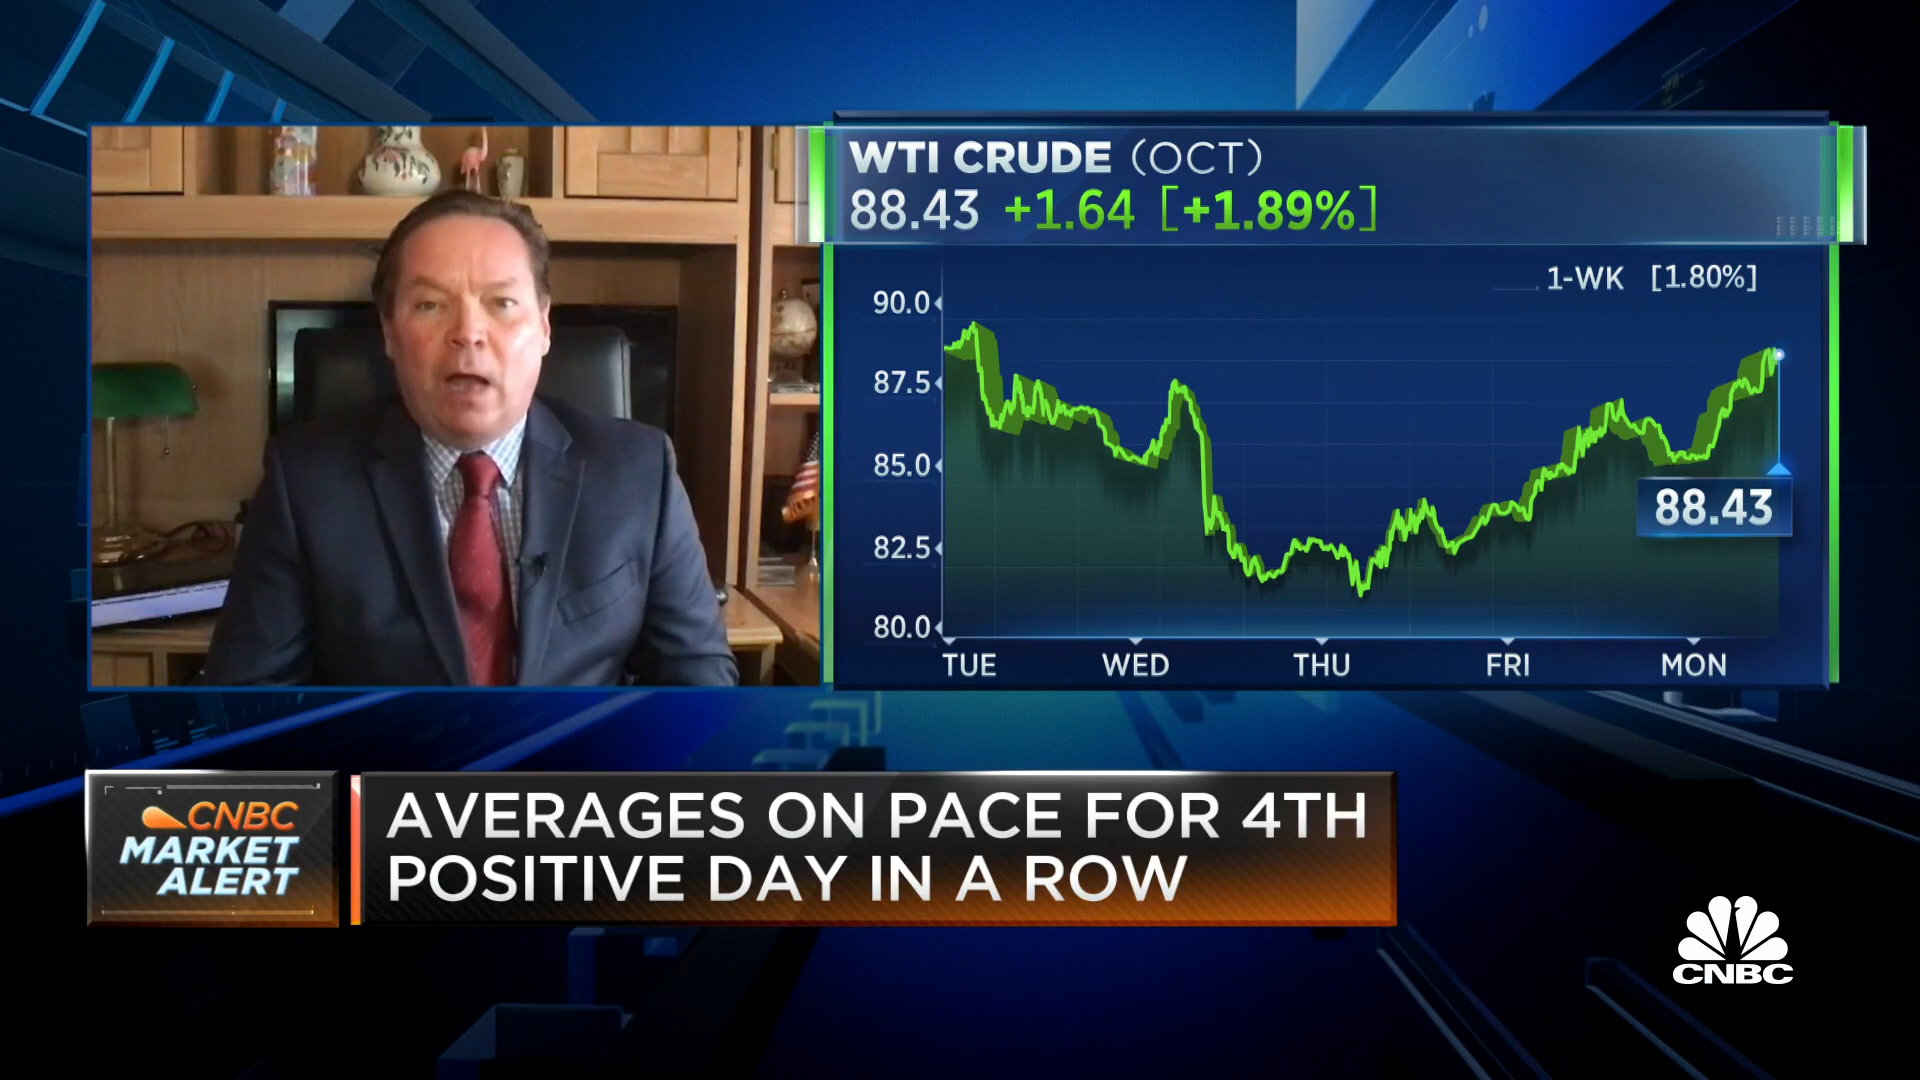 WTI CRUDE (OCT)
88.43 +1.64 [+1.89%]
1-WK [1.80%]
90.0
87.5
85.0
82.5
80.0
88.43
TUE WED THU FRI MON
CNBC
MARKET
ALERT
AVERAGES ON PACE FOR 4TH
POSITIVE DAY IN A ROW
CNBC